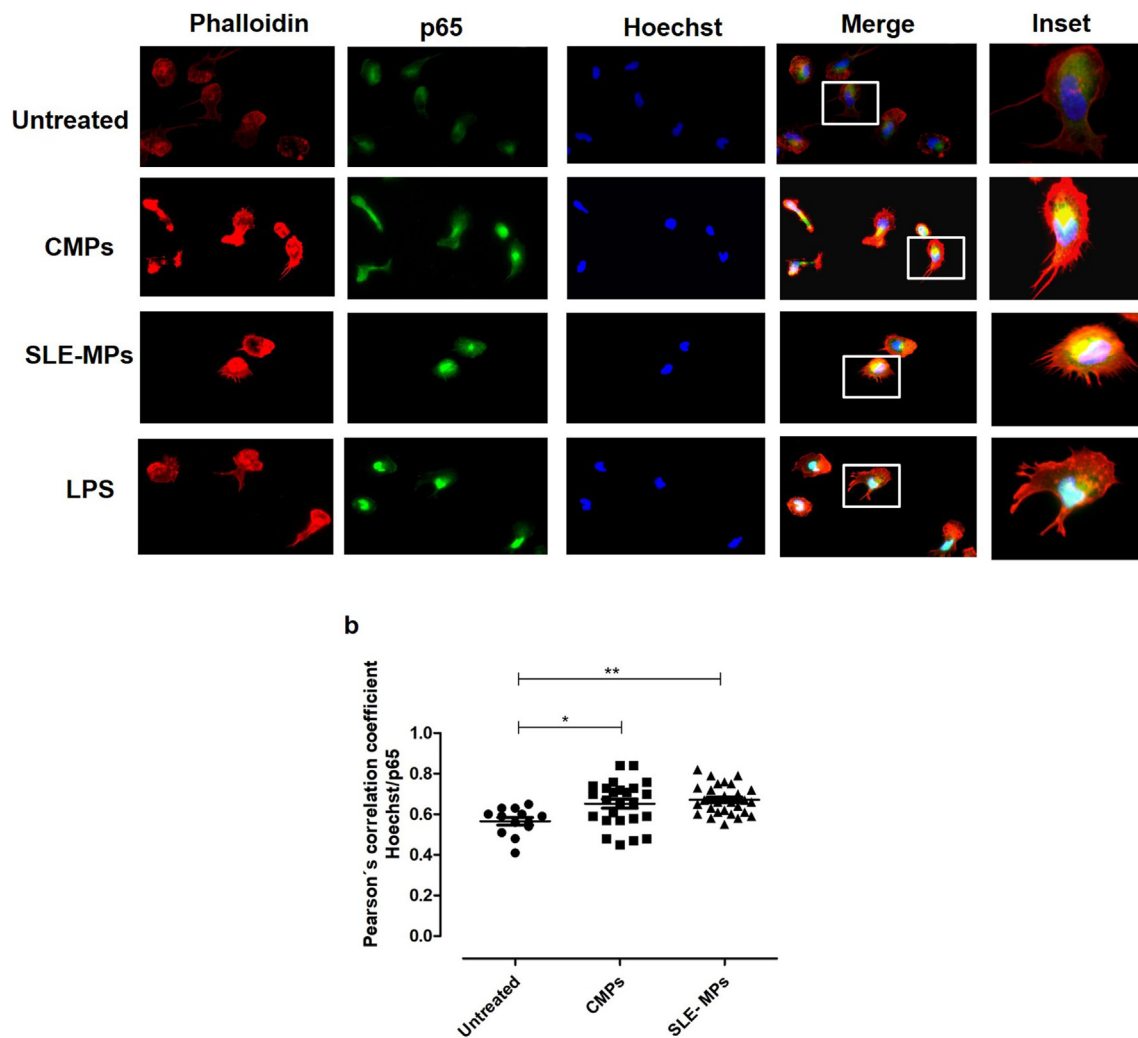 Phalloidin p65 Hoechst Merge Inset
Untreated
CMPs
SLE-MPs
LPS
b
**
*
Pearson´s correlation coefficient
Hoechst/p65
1.0
0.8
0.6
0.4
0.2
0.0
Untreated
CMPs
SLE- MPs